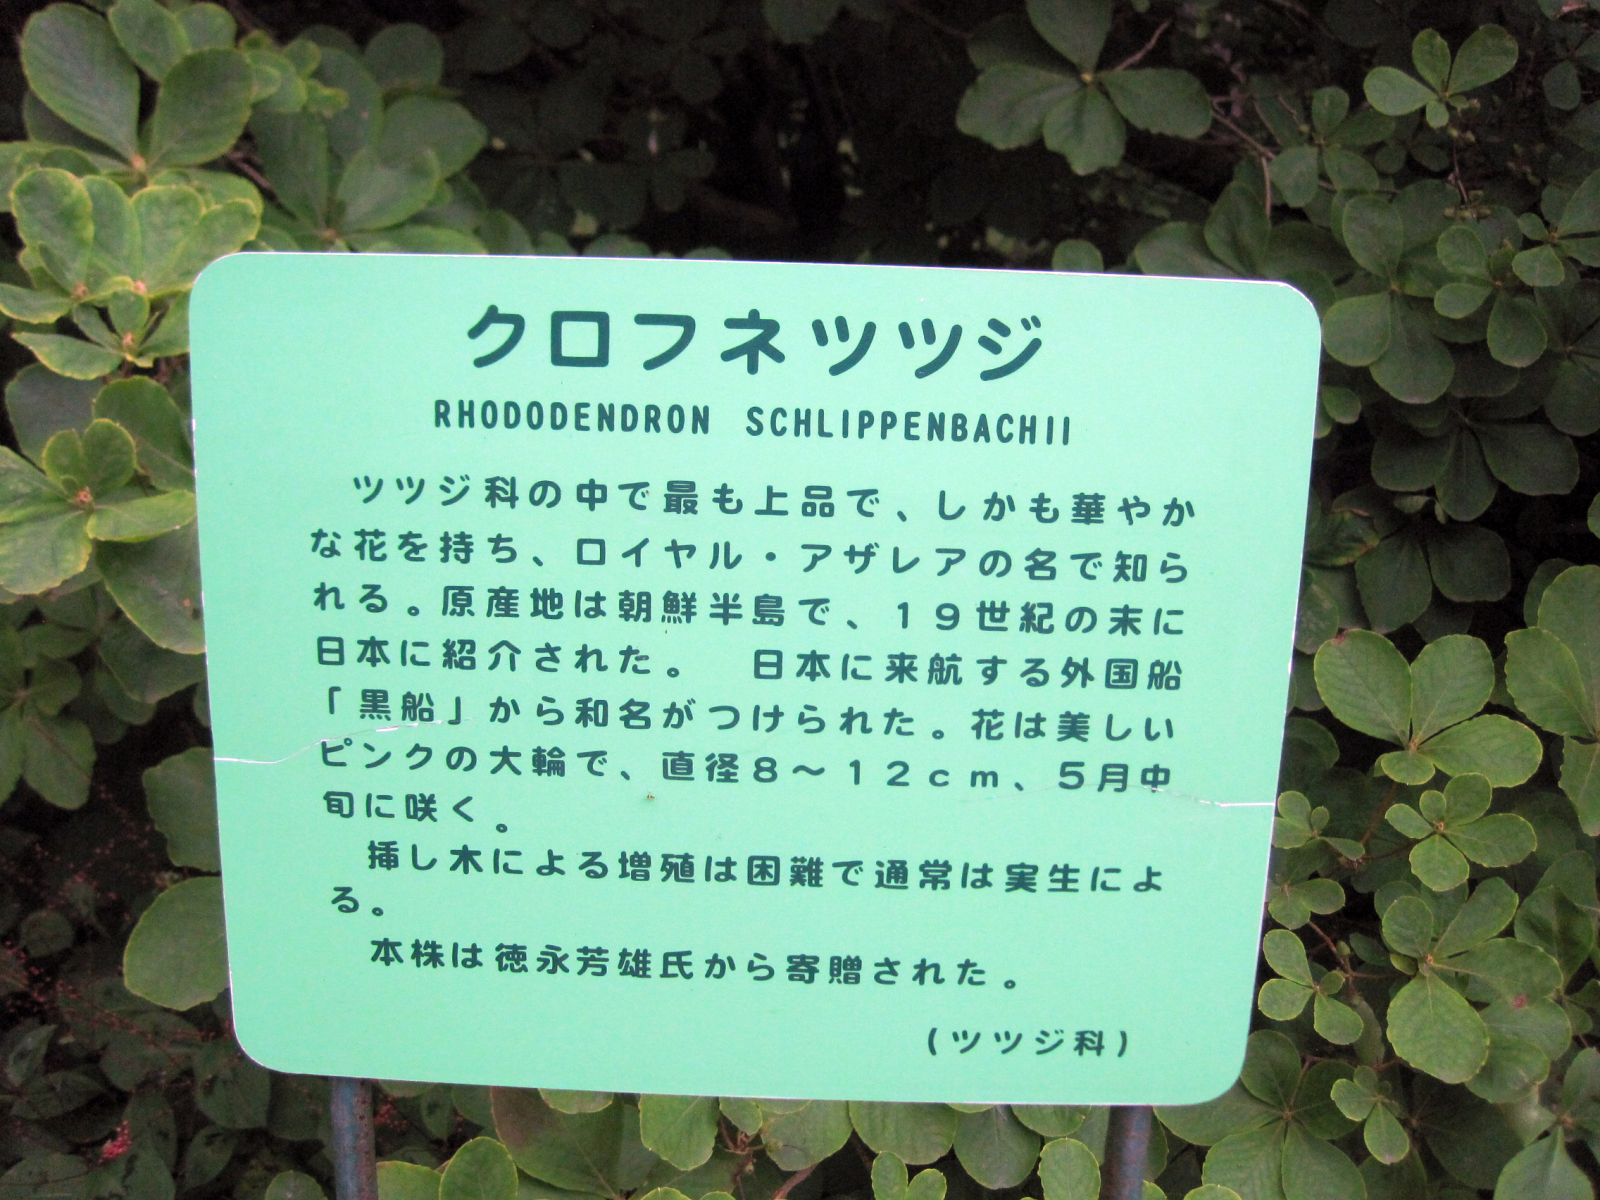 クロフネツツジ
RHODODENDRON SCHLIPPENBACHII
ツツジ科の中で最も上品で、しかも華やか
な花を持ち、ロイヤル・アザレアの名で知ら
れる。原産地は朝鮮半島で、19世紀の末に
日本に紹介された。　日本に来航する外国船
「黒船」から和名がつけられた。花は美しい
ピンクの大輪で、直径8～12cm、5月中
旬に咲く。
挿し木による増殖は困難で通常は実生によ
る。
本株は徳永芳雄氏から寄贈された。
(ツツジ科)